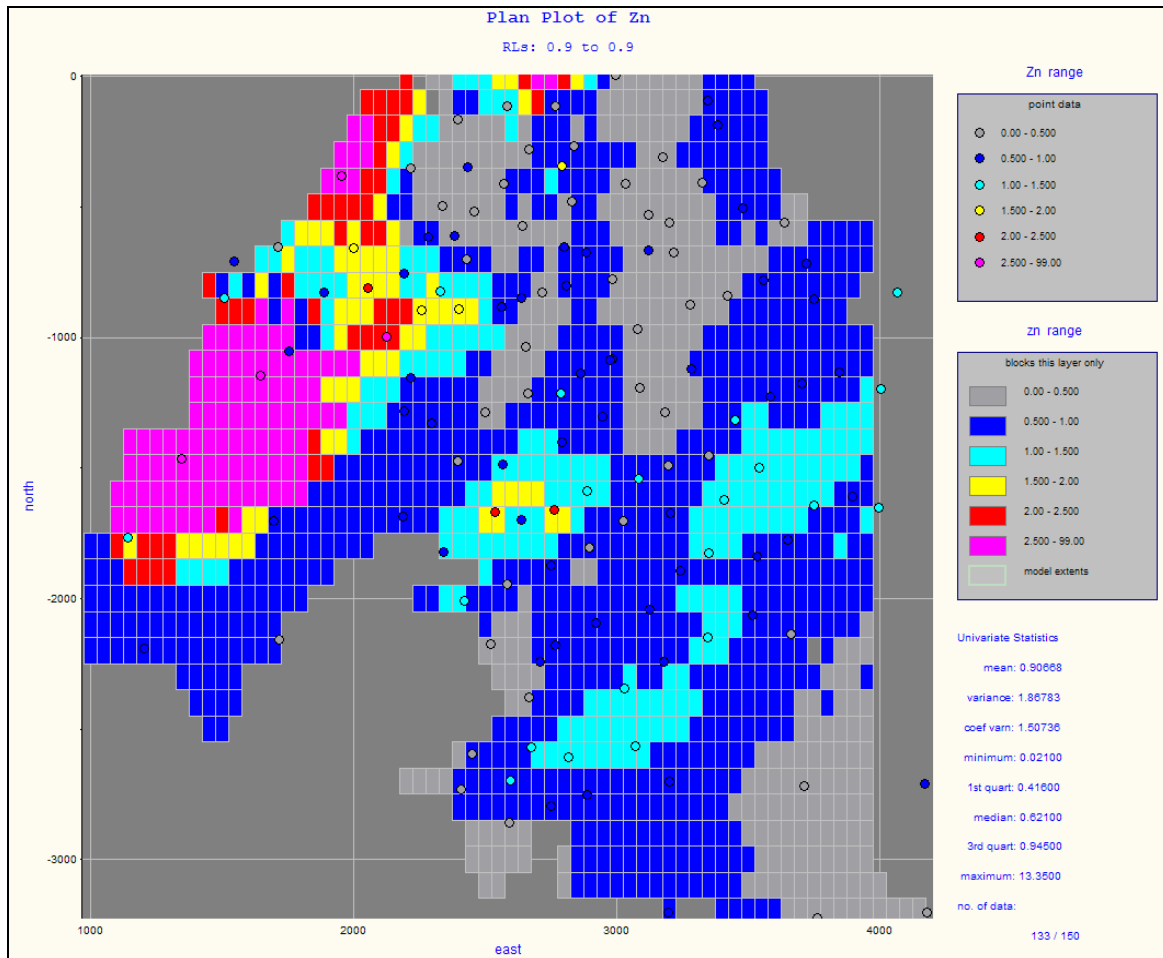 Plan Plot of Zn
RLs: 0.9 to 0.9
0
-1000
-2000
-3000
north
1000
2000
3000
4000
east
Zn range
point data
0.00 - 0.500
0.500 - 1.00
1.00 - 1.500
1.500 - 2.00
2.00 - 2.500
2.500 - 99.00
zn range
blocks this layer only
0.00 - 0.500
0.500 - 1.00
1.00 - 1.500
1.500 - 2.00
2.00 - 2.500
2.500 - 99.00
model extents
Univariate Statistics
mean: 0.90668
variance: 1.86783
coef varn: 1.50736
minimum: 0.02100
1st quart: 0.41600
median: 0.62100
3rd quart: 0.94500
maximum: 13.3500
no. of data:
133 / 150